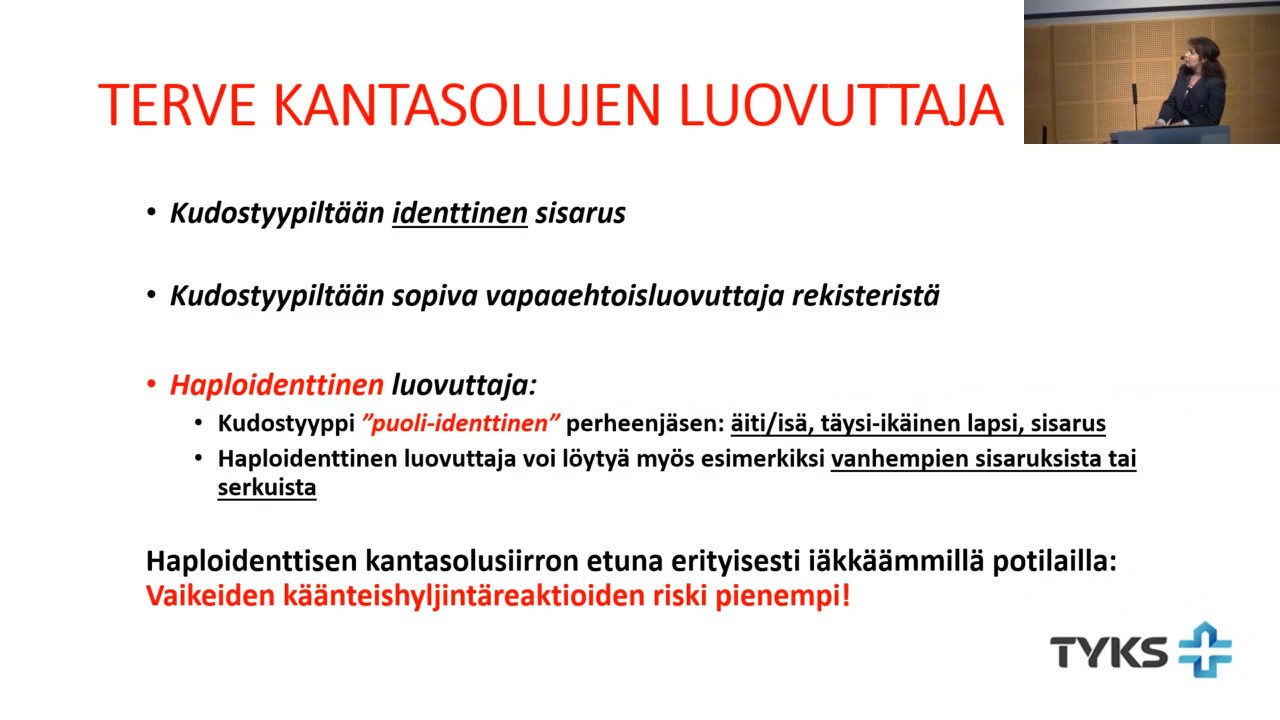 TERVE KANTASOLUJEN LUOVUTTAJA
• Kudostyypiltään identtinen sisarus
• Kudostyypiltään sopiva vapaaehtoisluovuttaja rekisteristä
• Haploidenttinen luovuttaja:
• Kudostyyppi ”puoli-identtinen” perheenjäsen: äiti/isä, täysi-ikäinen lapsi, sisarus
• Haploidenttinen luovuttaja voi löytyä myös esimerkiksi vanhempien sisaruksista tai
serkuista
Haploidenttisen kantasolusiirron etuna erityisesti iäkkäämmillä potilailla:
Vaikeiden käänteishyljintäreaktioiden riski pienempi!
TYKS